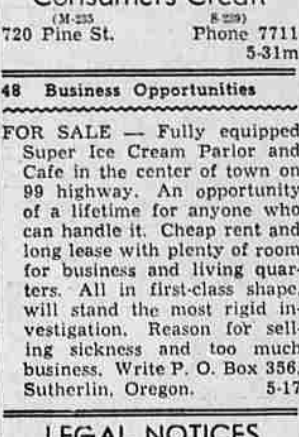 Consumers Credit
(M-235 S-239)
720 Pine St. Phone 7711
5-31m
48 Business Opportunities
FOR SALE — Fully equipped
Super Ice Cream Parlor and
Cafe in the center of town on
99 highway. An opportunity
of a lifetime for anyone who
can handle it. Cheap rent and
long lease with plenty of room
for business and living quar-
ters. All in first-class shape,
will stand the most rigid in-
vestigation. Reason for sell-
ing sickness and too much
business. Write P. O. Box 356,
Sutherlin, Oregon. 5-17
LEGAL NOTICES